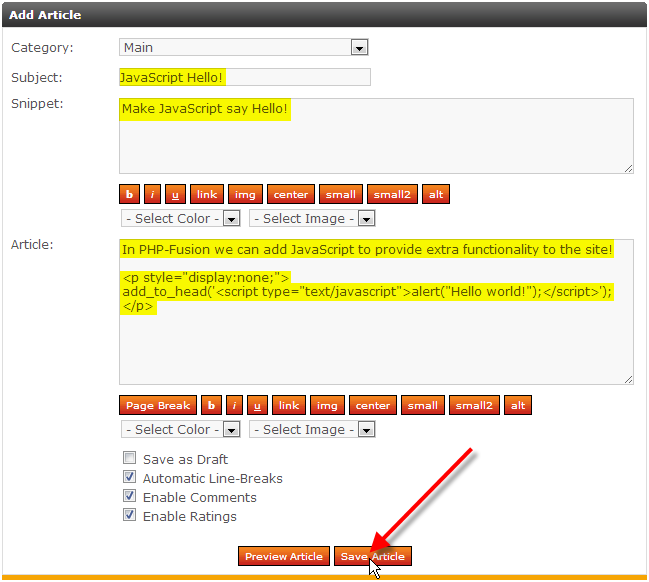 Add Article
Category: Main
Subject: JavaScript Hello!
Snippet: Make JavaScript say Hello!
b i u link img center small small2 alt
- Select Color - - Select Image -
Article: In PHP-Fusion we can add JavaScript to provide extra functionality to the site!
<p style="display:none;">
add_to_head('<script type="text/javascript">alert("Hello world!");</script>');
</p>
Page Break b i u link img center small small2 alt
- Select Color - - Select Image -
Save as Draft
Automatic Line-Breaks
Enable Comments
Enable Ratings
Preview Article Save Article